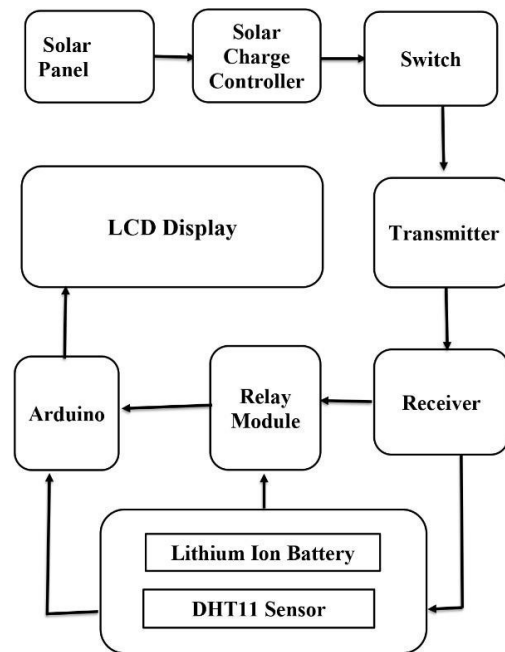 Solar
Panel
Solar
Charge
Controller
Switch
LCD Display
Transmitter
Arduino
Relay
Module
Receiver
Lithium Ion Battery
DHT11 Sensor